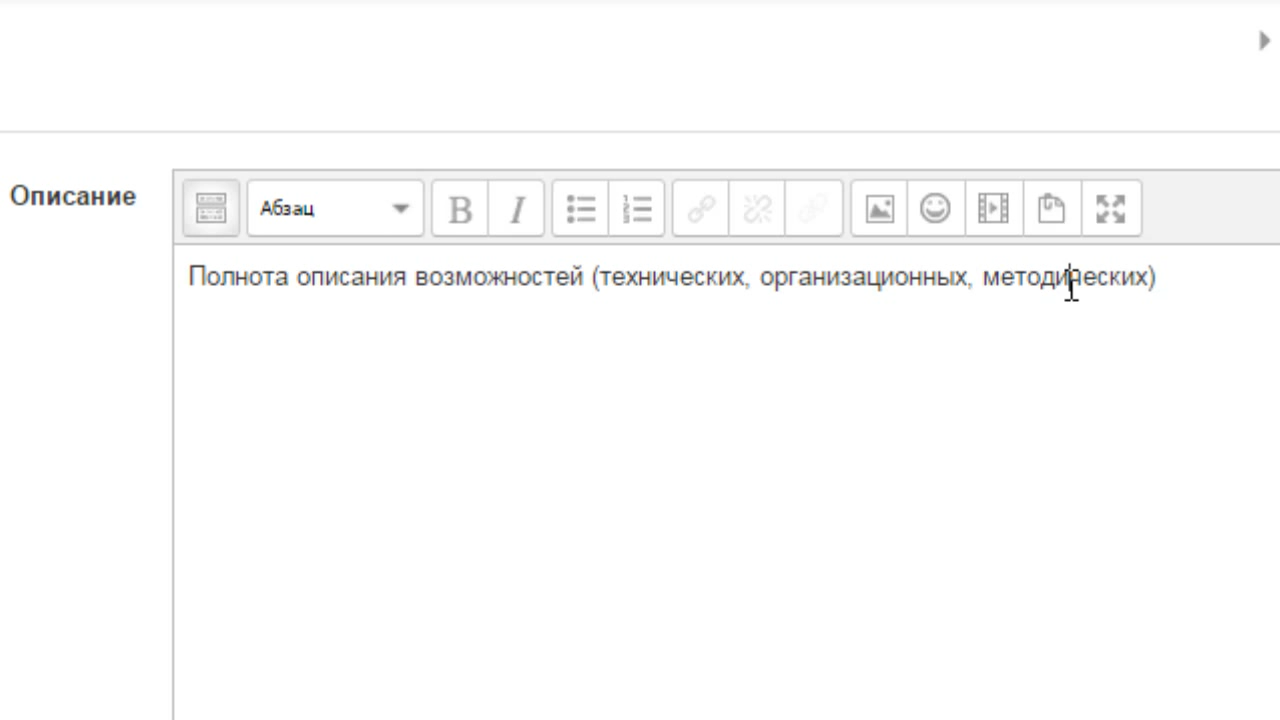 Описание
Абзац
Полнота описания возможностей (технических, организационных, методических)